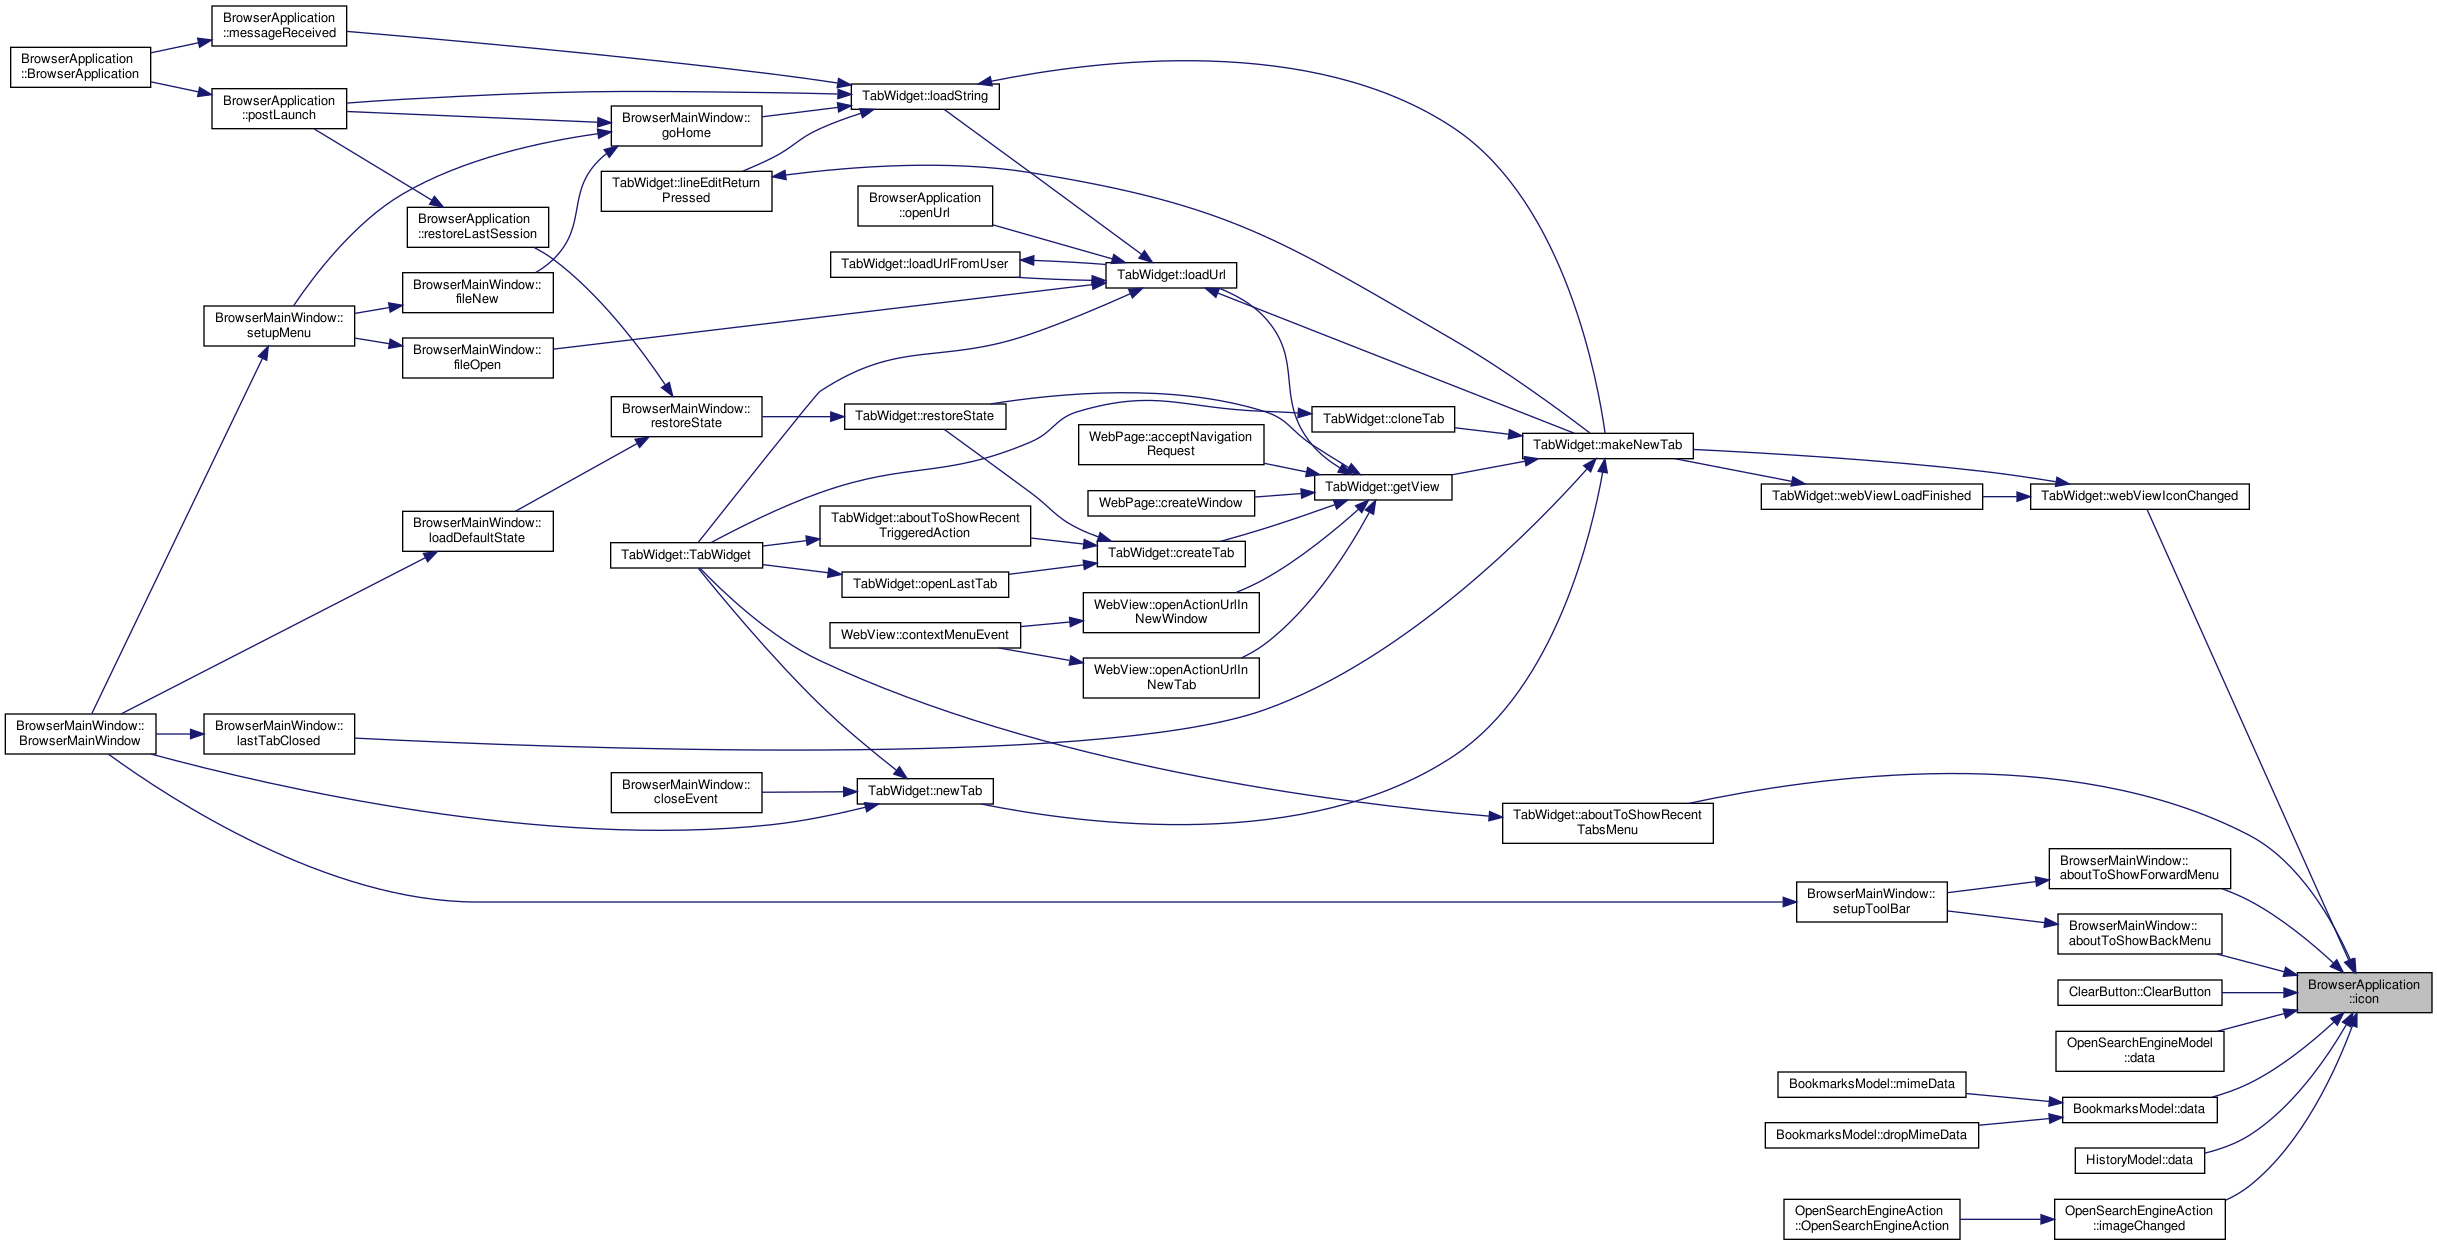 BrowserApplication
::messageReceived
BrowserApplication
::BrowserApplication
BrowserApplication
::postLaunch
TabWidget::loadString
BrowserMainWindow::
goHome
TabWidget::lineEditReturn
Pressed
BrowserApplication
::openUrl
BrowserApplication
::restoreLastSession
TabWidget::loadUrlFromUser
TabWidget::loadUrl
BrowserMainWindow::
fileNew
BrowserMainWindow::
setupMenu
BrowserMainWindow::
fileOpen
BrowserMainWindow::
restoreState
TabWidget::restoreState
TabWidget::cloneTab
WebPage::acceptNavigation
Request
TabWidget::makeNewTab
TabWidget::getView
WebPage::createWindow
TabWidget::webViewLoadFinished
TabWidget::webViewIconChanged
BrowserMainWindow::
loadDefaultState
TabWidget::aboutToShowRecent
TriggeredAction
TabWidget::TabWidget
TabWidget::createTab
TabWidget::openLastTab
WebView::openActionUrlIn
NewWindow
WebView::contextMenuEvent
WebView::openActionUrlIn
NewTab
BrowserMainWindow::
BrowserMainWindow
BrowserMainWindow::
lastTabClosed
BrowserMainWindow::
closeEvent
TabWidget::newTab
TabWidget::aboutToShowRecent
TabsMenu
BrowserMainWindow::
aboutToShowForwardMenu
BrowserMainWindow::
setupToolBar
BrowserMainWindow::
aboutToShowBackMenu
ClearButton::ClearButton
BrowserApplication
::icon
OpenSearchEngineModel
::data
BookmarksModel::mimeData
BookmarksModel::data
BookmarksModel::dropMimeData
HistoryModel::data
OpenSearchEngineAction
::OpenSearchEngineAction
OpenSearchEngineAction
::imageChanged